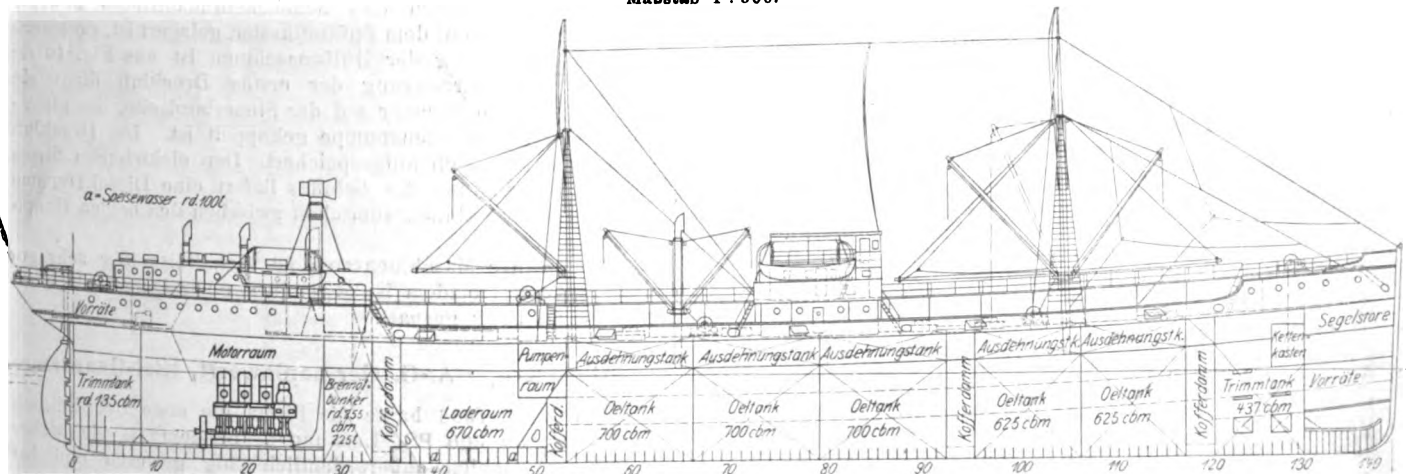 Maßstab 1 : 500.
a = Speisewasser rd. 100t
Vorräte
Motorraum
Trimmtank
rd. 135 cbm
Brennöl-
bunker
rd. 255
cbm
225t
Kofferdamm
Laderaum
670 cbm
a
a
Pumpen-
raum
Kofferd.
Ausdehnungstank
Ausdehnungstank
Ausdehnungstank
Oeltank
700 cbm
Oeltank
700 cbm
Oeltank
700 cbm
Kofferdamm
Ausdehnungstk.
Ausdehnungstk.
Oeltank
625 cbm
Oeltank
625 cbm
Kofferdamm
Ketten-
kasten
Trimmtank
437 cbm
Segelstore
Vorräte
0 10 20 30 40 50 60 70 80 90 100 110 120 130 140